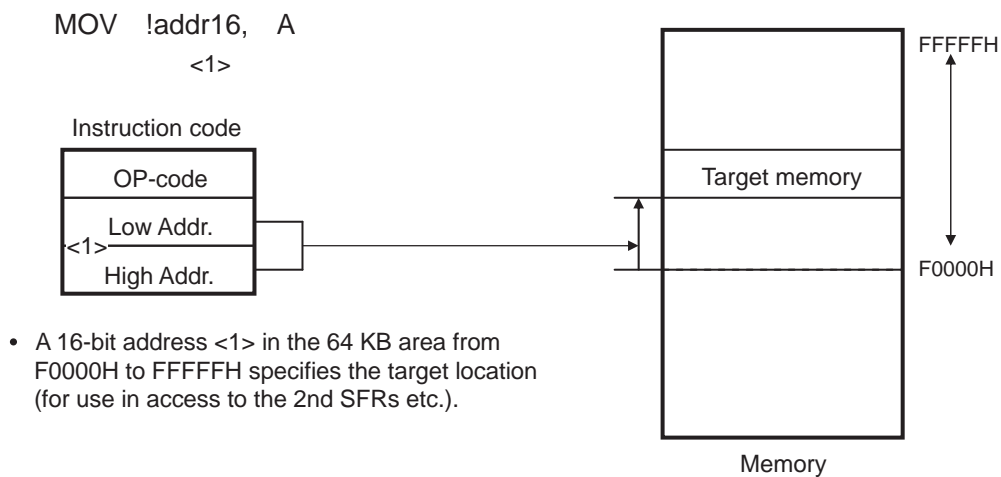 MOV !addr16, A
<1>
Instruction code
OP-code
Low Addr.
<1>
High Addr.
• A 16-bit address <1> in the 64 KB area from
F0000H to FFFFFH specifies the target location
(for use in access to the 2nd SFRs etc.).
FFFFFH
Target memory
F0000H
Memory